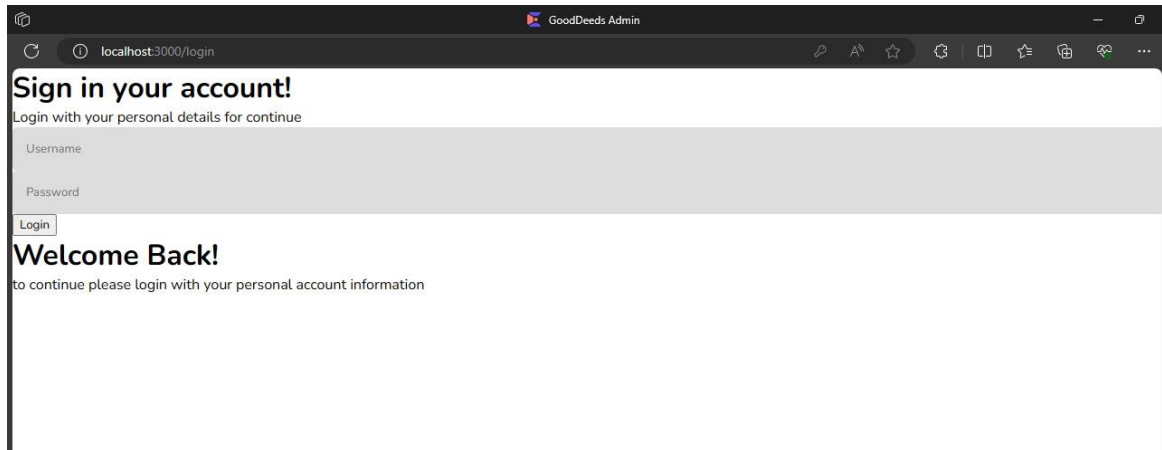 GoodDeeds Admin
localhost:3000/login
Sign in your account!
Login with your personal details for continue
Username
Password
Login
Welcome Back!
to continue please login with your personal account information